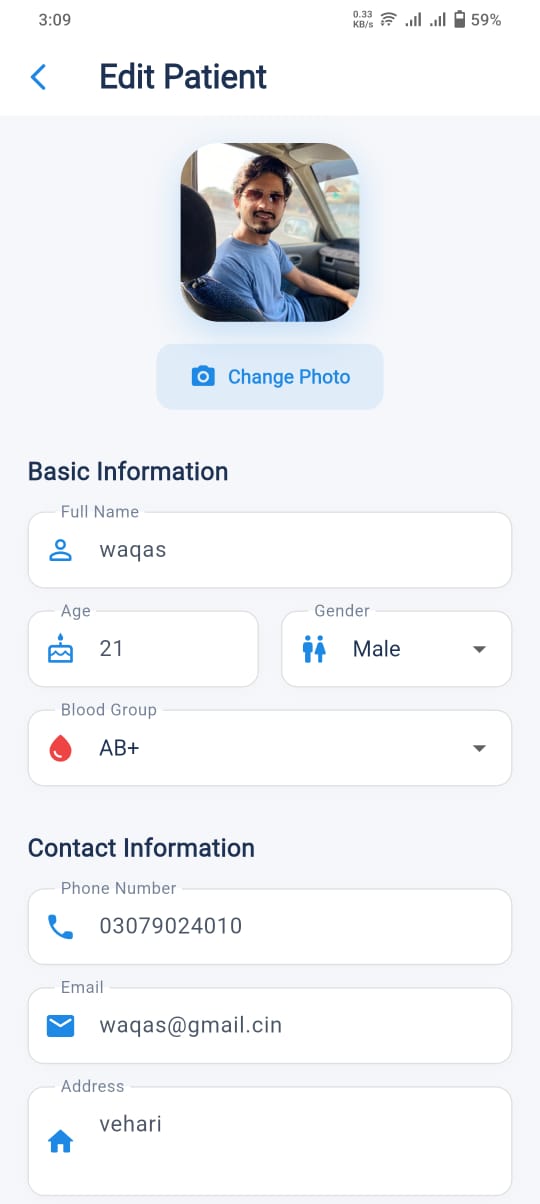 3:09
0.33
KB/s
59%
Edit Patient
Change Photo
Basic Information
Full Name
waqas
Age
21
Gender
Male
Blood Group
AB+
Contact Information
Phone Number
03079024010
Email
waqas@gmail.cin
Address
vehari